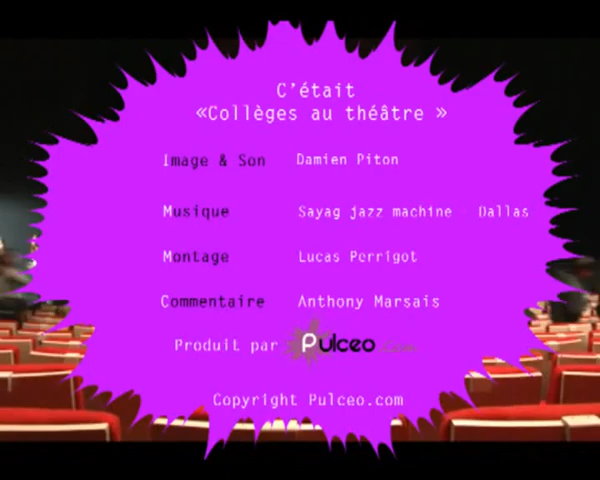 C'était
«Collèges au théâtre »
Image & Son Damien Piton
Musique Sayag jazz machine - Dallas
Montage Lucas Perrigot
Commentaire Anthony Marsais
Produit par Pulceo
Copyright Pulceo.com